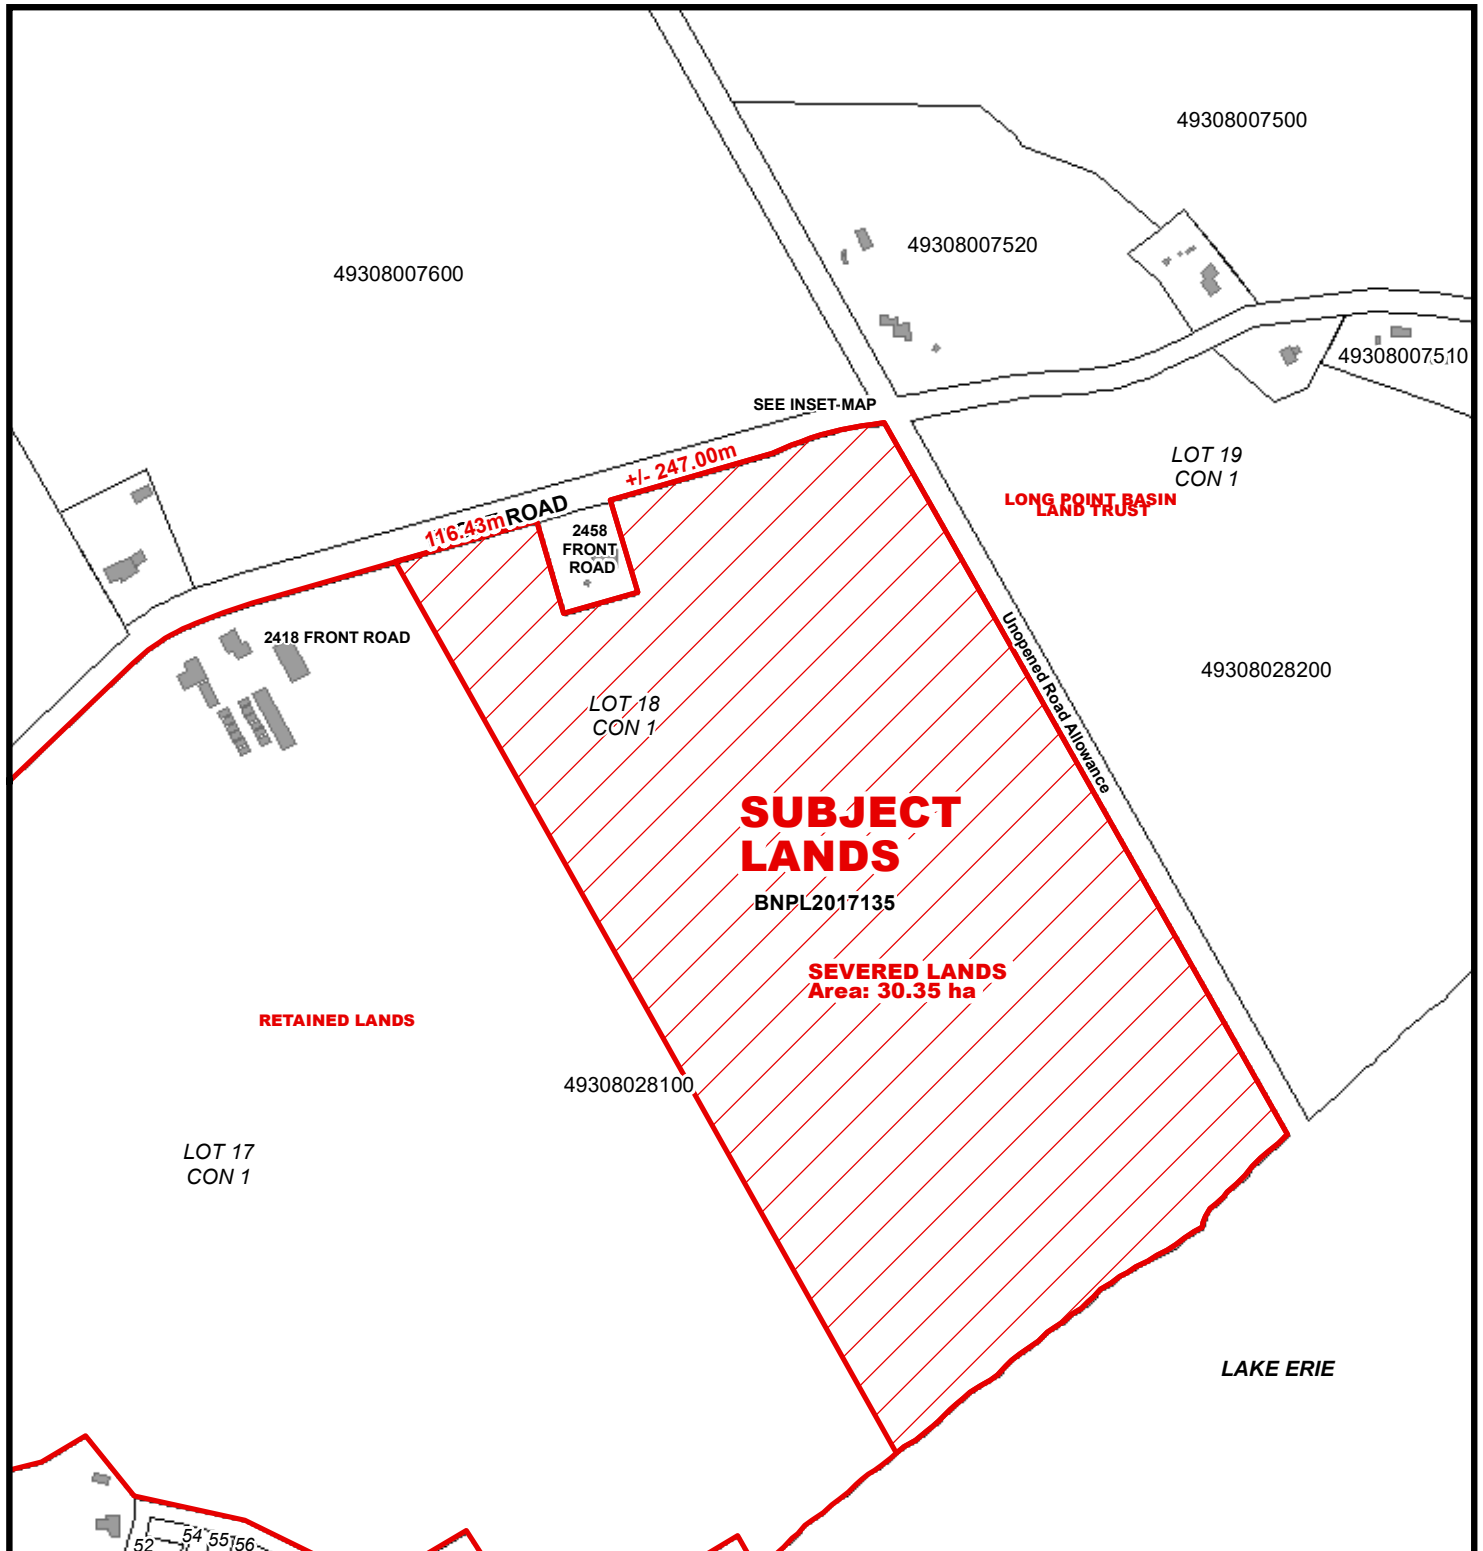 49308007500
49308007520
49308007600
49308007510
SEE INSET-MAP
+/- 247.00m
LOT 19
CON 1
LONG POINT BASIN
LAND TRUST
116.43m
ROAD
2458
FRONT
ROAD
2418 FRONT ROAD
Unopened Road Allowance
49308028200
LOT 18
CON 1
SUBJECT
LANDS
BNPL2017135
SEVERED LANDS
Area: 30.35 ha
RETAINED LANDS
49308028100
LOT 17
CON 1
LAKE ERIE
52
54
55
56